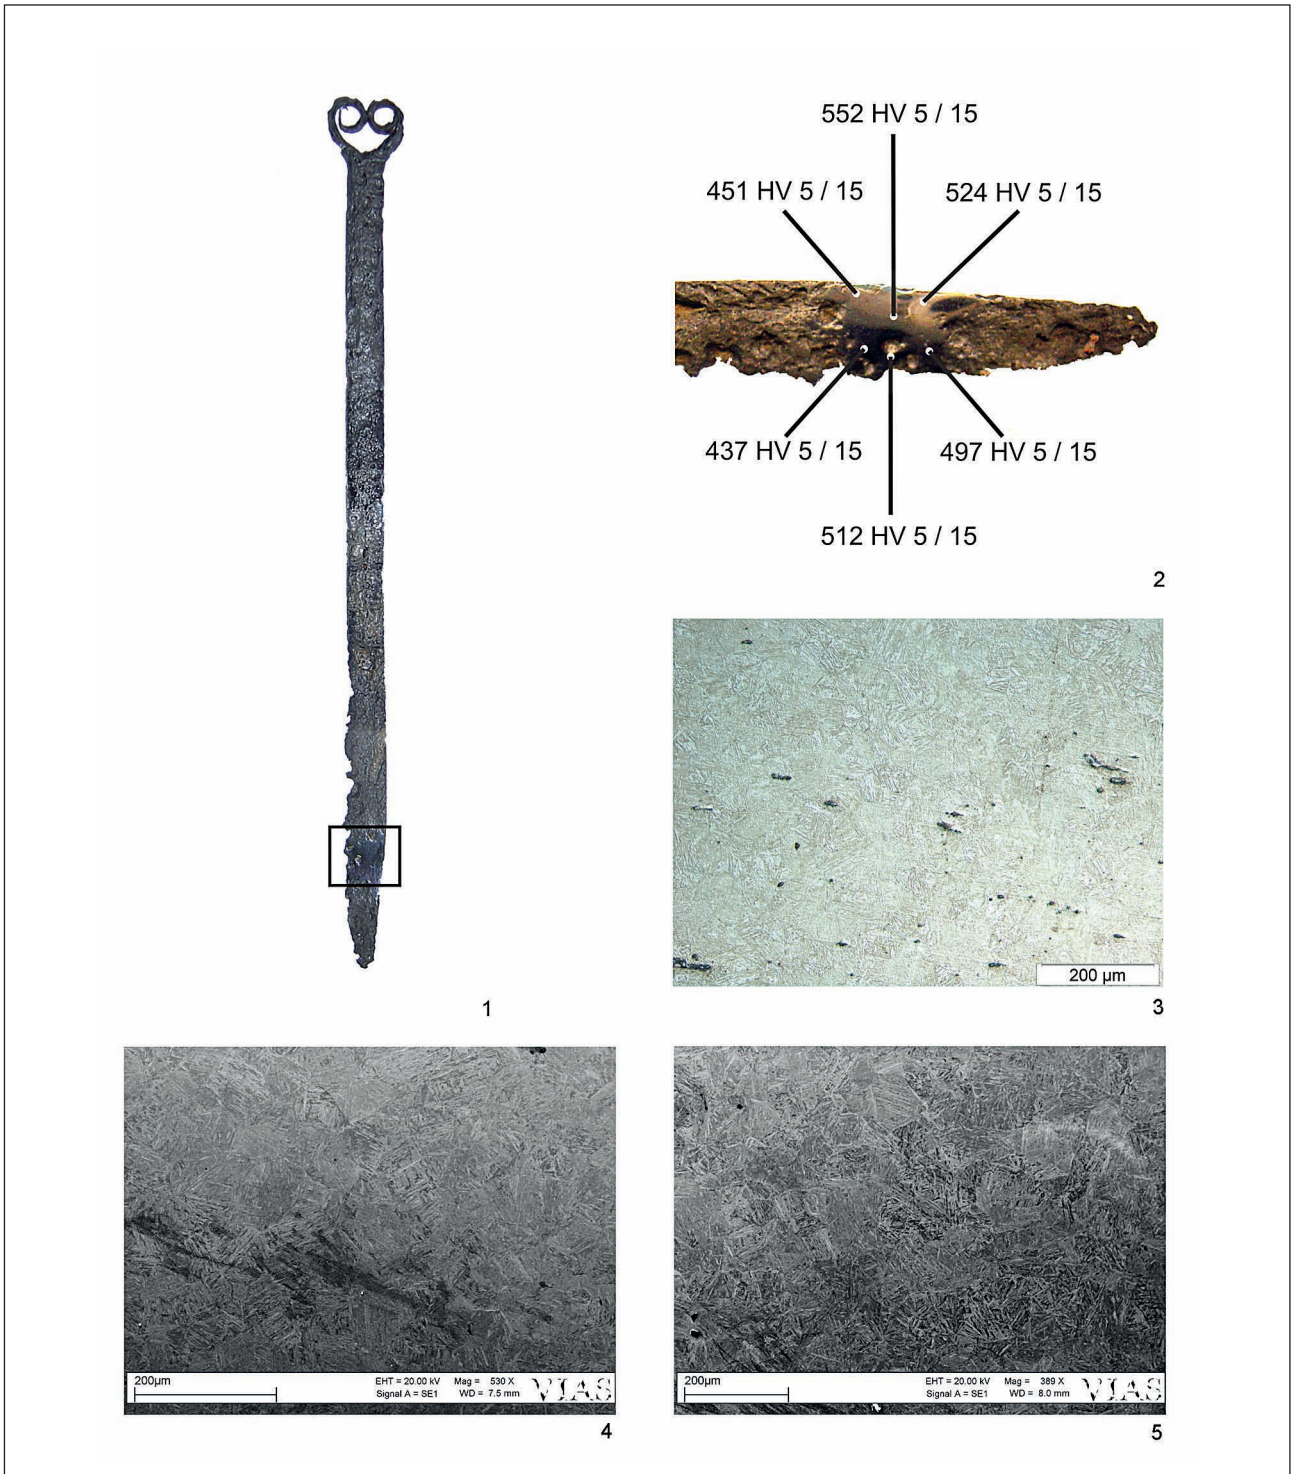 552 HV 5 / 15
451 HV 5 / 15
524 HV 5 / 15
437 HV 5 / 15
497 HV 5 / 15
512 HV 5 / 15
2
200 µm
3
1
200µm
EHT = 20.00 kV Mag = 530 X
Signal A = SE1 WD = 7.5 mm
VIAS
4
200µm
EHT = 20.00 kV Mag = 389 X
Signal A = SE1 WD = 8.0 mm
VIAS
5